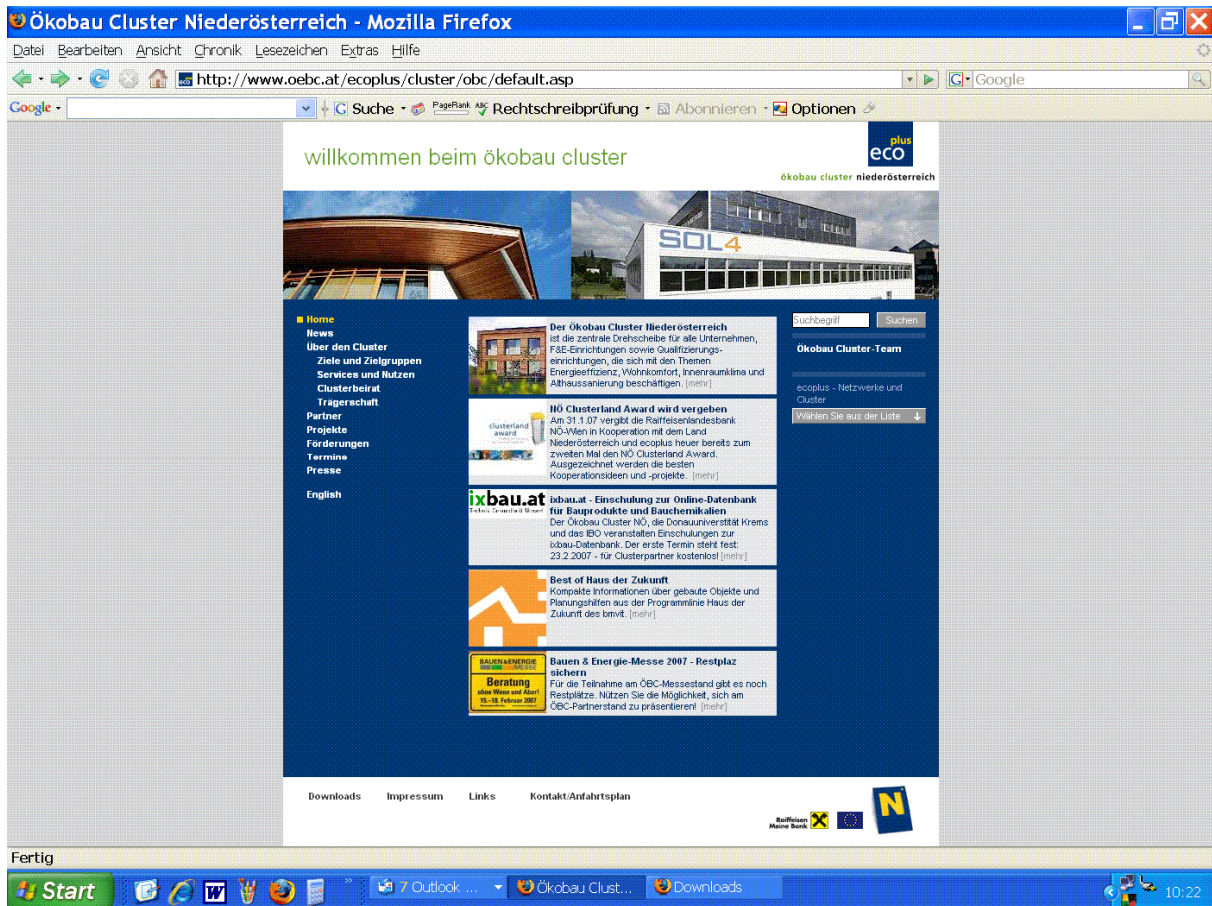 Ökobau Cluster Niederösterreich - Mozilla Firefox
Datei Bearbeiten Ansicht Chronik Lesezeichen Extras Hilfe
http://www.oebc.at/ecoplus/cluster/obc/default.asp
Google
Google
Suche
PageRank
ABC Rechtschreibprüfung
Abonnieren
Optionen
willkommen beim ökobau cluster
plus
eco
ökobau cluster niederösterreich
SOL4
Home
News
Über den Cluster
Ziele und Zielgruppen
Services und Nutzen
Clusterbeirat
Trägerschaft
Partner
Projekte
Förderungen
Termine
Presse
English
Der Ökobau Cluster Niederösterreich
ist die zentrale Drehscheibe für alle Unternehmen,
F&E-Einrichtungen sowie Qualifizierungs-
einrichtungen, die sich mit den Themen
Energieeffizienz, Wohnkomfort, Innenraumklima und
Althaussanierung beschäftigen. [mehr]
clusterland
award
NÖ Clusterland Award wird vergeben
Am 31.1.07 vergibt die Raiffeisenlandesbank
NÖ-Wien in Kooperation mit dem Land
Niederösterreich und ecoplus heuer bereits zum
zweiten Mal den NÖ Clusterland Award.
Ausgezeichnet werden die besten
Kooperationsideen und -projekte. [mehr]
ixbau.at
ixbau.at - Einschulung zur Online-Datenbank
für Bauprodukte und Bauchemikalien
Der Ökobau Cluster NÖ, die Donauuniverstität Krems
und das IBO veranstalten Einschulungen zur
ixbau-Datenbank. Der erste Termin steht fest:
23.2.2007 - für Clusterpartner kostenlos! [mehr]
Best of Haus der Zukunft
Kompakte Informationen über gebaute Objekte und
Planungshilfen aus der Programmlinie Haus der
Zukunft des bmvit. [mehr]
BAUEN & ENERGIE
MESSE
Beratung
ohne Wenn und Aber!
15.-18. Februar 2007
Bauen & Energie-Messe 2007 - Restplaz
sichern
Für die Teilnahme am ÖBC-Messestand gibt es noch
Restplätze. Nützen Sie die Möglichkeit, sich am
ÖBC-Partnerstand zu präsentieren! [mehr]
Suchbegriff
Suchen
Ökobau Cluster-Team
ecoplus - Netzwerke und
Cluster
Wählen Sie aus der Liste
Downloads Impressum Links Kontakt/Anfahrtsplan
Raiffeisen
Meine Bank
N
Fertig
Start
7 Outlook ...
Ökobau Clust...
Downloads
10:22